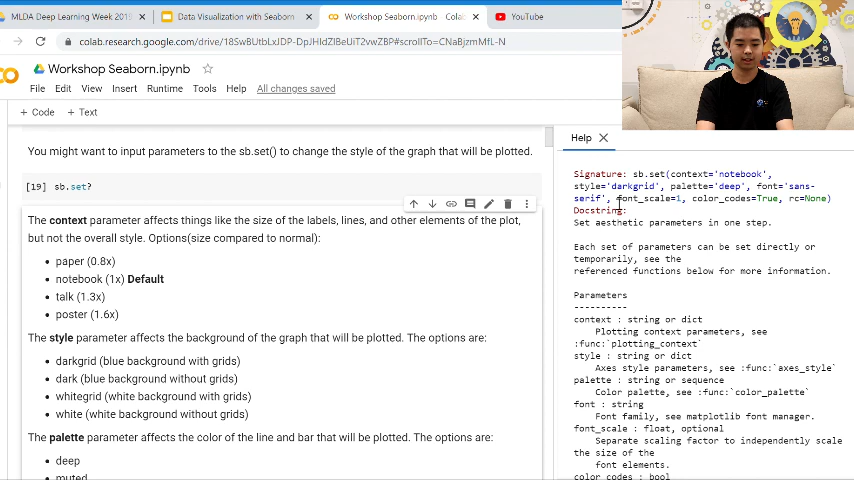 MLDA Deep Learning Week 2019
Data Visualization with Seaborn
Workshop Seaborn.ipynb - Colab
YouTube
colab.research.google.com/drive/18SwBUtbLxJDP-DpJHIdZIBeUiT2vwZBP#scrollTo=CNaBjzmMfL-N
Workshop Seaborn.ipynb
File Edit View Insert Runtime Tools Help All changes saved
+ Code + Text
You might want to input parameters to the sb.set() to change the style of the graph that will be plotted.
[19] sb.set?
The context parameter affects things like the size of the labels, lines, and other elements of the plot,
but not the overall style. Options(size compared to normal):
• paper (0.8x)
• notebook (1x) Default
• talk (1.3x)
• poster (1.6x)
The style parameter affects the background of the graph that will be plotted. The options are:
• darkgrid (blue background with grids)
• dark (blue background without grids)
• whitegrid (white background with grids)
• white (white background without grids)
The palette parameter affects the color of the line and bar that will be plotted. The options are:
• deep
• muted
Help
Signature: sb.set(context='notebook',
style='darkgrid', palette='deep', font='sans-
serif', font_scale=1, color_codes=True, rc=None)
Docstring:
Set aesthetic parameters in one step.
Each set of parameters can be set directly or
temporarily, see the
referenced functions below for more information.
Parameters
----------
context : string or dict
Plotting context parameters, see
:func:`plotting_context`
style : string or dict
Axes style parameters, see :func:`axes_style`
palette : string or sequence
Color palette, see :func:`color_palette`
font : string
Font family, see matplotlib font manager.
font_scale : float, optional
Separate scaling factor to independently scale
the size of the
font elements.
color_codes : bool